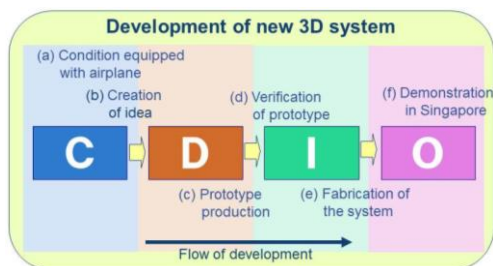 Development of new 3D system
(a) Condition equipped
with airplane
(b) Creation
of idea
(d) Verification
of prototype
(f) Demonstration
in Singapore
C
D
I
O
(c) Prototype
production
(e) Fabrication of
the system
Flow of development